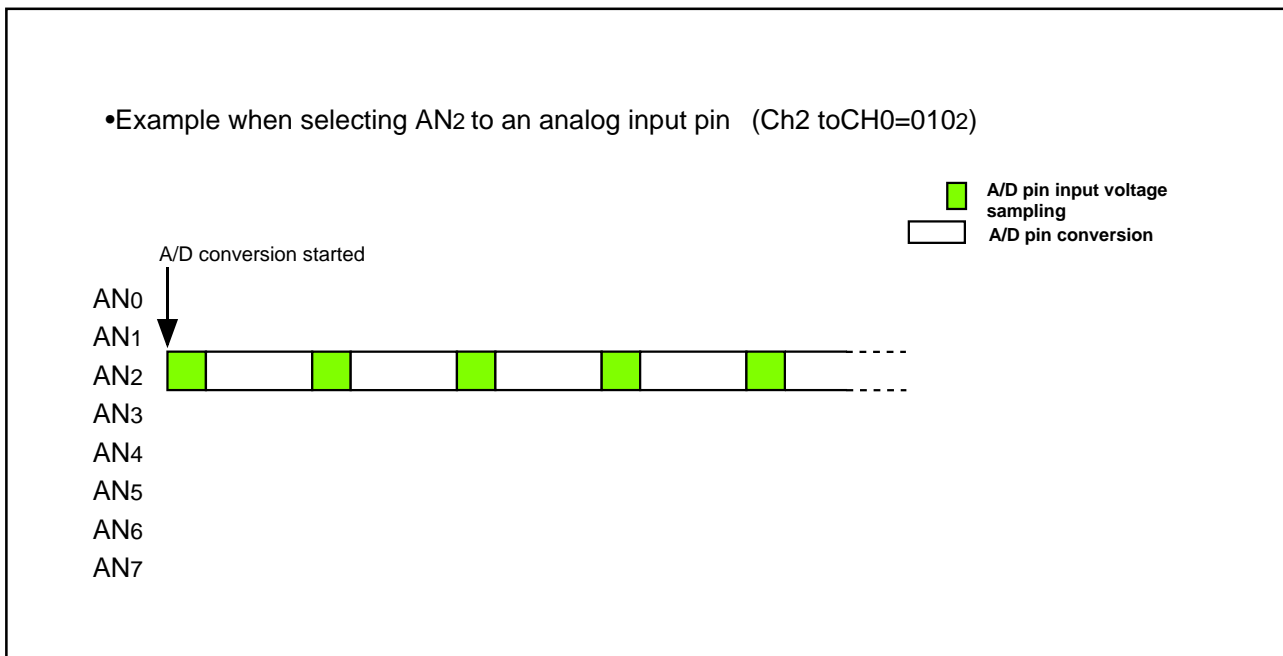 •Example when selecting AN2 to an analog input pin (Ch2 toCH0=0102)
A/D pin input voltage
sampling
A/D pin conversion
A/D conversion started
AN0
AN1
AN2
AN3
AN4
AN5
AN6
AN7